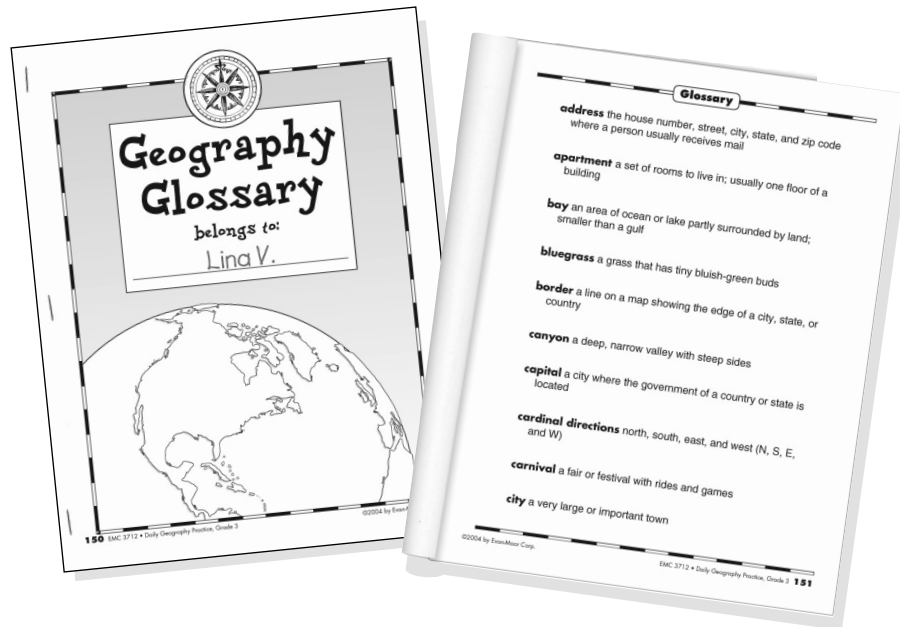 Geography
Glossary
belongs to:
Lina V.
150 EMC 3712 • Daily Geography Practice, Grade 3
©2004 by
Glossary
address the house number, street, city, state, and zip code
where a person usually receives mail
apartment a set of rooms to live in; usually one floor of a
building
bay an area of ocean or lake partly surrounded by land;
smaller than a gulf
bluegrass a grass that has tiny bluish-green buds
border a line on a map showing the edge of a city, state, or
country
canyon a deep, narrow valley with steep sides
capital a city where the government of a country or state is
located
cardinal directions north, south, east, and west (N, S, E,
and W)
carnival a fair or festival with rides and games
city a very large or important town
©2004 by Evan-Moor Corp.
EMC 3712 • Daily Geography Practice, Grade 3 151